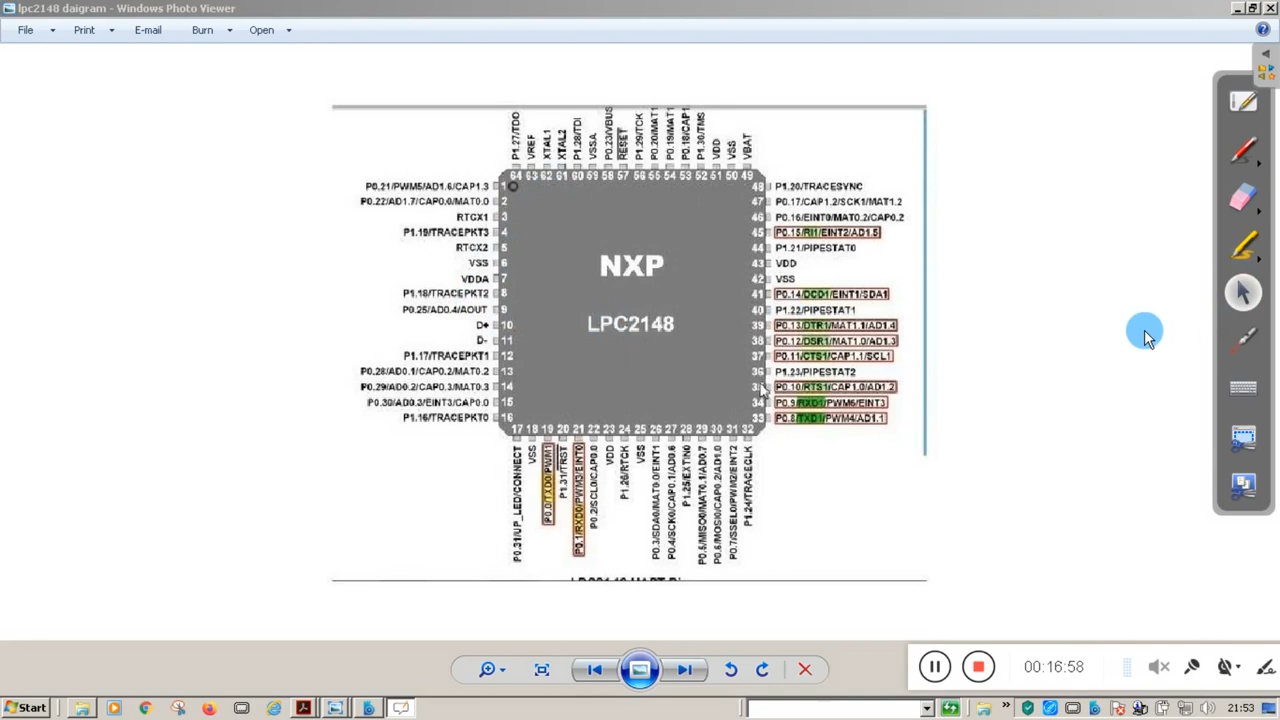 lpc2148 daigram - Windows Photo Viewer
File Print E-mail Burn Open
P1.27/TDO
VREF
XTAL1
XTAL2
P1.28/TDI
VSSA
P0.23/VBUS
RESET
P1.29/TCK
P0.20/MAT1
P0.19/MAT1
P0.18/CAP1
P1.30/TMS
VDD
VSS
VBAT
64 63 62 61 60 59 58 57 56 55 54 53 52 51 50 49
P0.21/PWM5/AD1.6/CAP1.3 1
P0.22/AD1.7/CAP0.0/MAT0.0 2
RTCX1 3
P1.19/TRACEPKT3 4
RTCX2 5
VSS 6
VDDA 7
P1.18/TRACEPKT2 8
P0.25/AD0.4/AOUT 9
D+ 10
D- 11
P1.17/TRACEPKT1 12
P0.28/AD0.1/CAP0.2/MAT0.2 13
P0.29/AD0.2/CAP0.3/MAT0.3 14
P0.30/AD0.3/EINT3/CAP0.0 15
P1.16/TRACEPKT0 16
NXP
LPC2148
48 P1.20/TRACESYNC
47 P0.17/CAP1.2/SCK1/MAT1.2
46 P0.16/EINT0/MAT0.2/CAP0.2
45 P0.15/RI1/EINT2/AD1.5
44 P1.21/PIPESTAT0
43 VDD
42 VSS
41 P0.14/DCD1/EINT1/SDA1
40 P1.22/PIPESTAT1
39 P0.13/DTR1/MAT1.1/AD1.4
38 P0.12/DSR1/MAT1.0/AD1.3
37 P0.11/CTS1/CAP1.1/SCL1
36 P1.23/PIPESTAT2
P0.10/RTS1/CAP1.0/AD1.2
34 P0.9/RXD1/PWM6/EINT3
33 P0.8/TXD1/PWM4/AD1.1
17 18 19 20 21 22 23 24 25 26 27 28 29 30 31 32
P0.31/UP_LED/CONNECT
VSS
P0.0/TXD0/PWM1
P1.31/TRST
P0.1/RXD0/PWM3/EINT0
P0.2/SCL0/CAP0.0
VDD
P1.26/RTCK
VSS
P0.3/SDA0/MAT0.0/EINT1
P0.4/SCK0/CAP0.1/AD0.6
P1.25/EXTIN0
P0.5/MISO0/MAT0.1/AD0.7
P0.6/MOSI0/CAP0.2/AD1.0
P0.7/SSEL0/PWM2/EINT2
P1.24/TRACECLK
00:16:58
Start
21:53